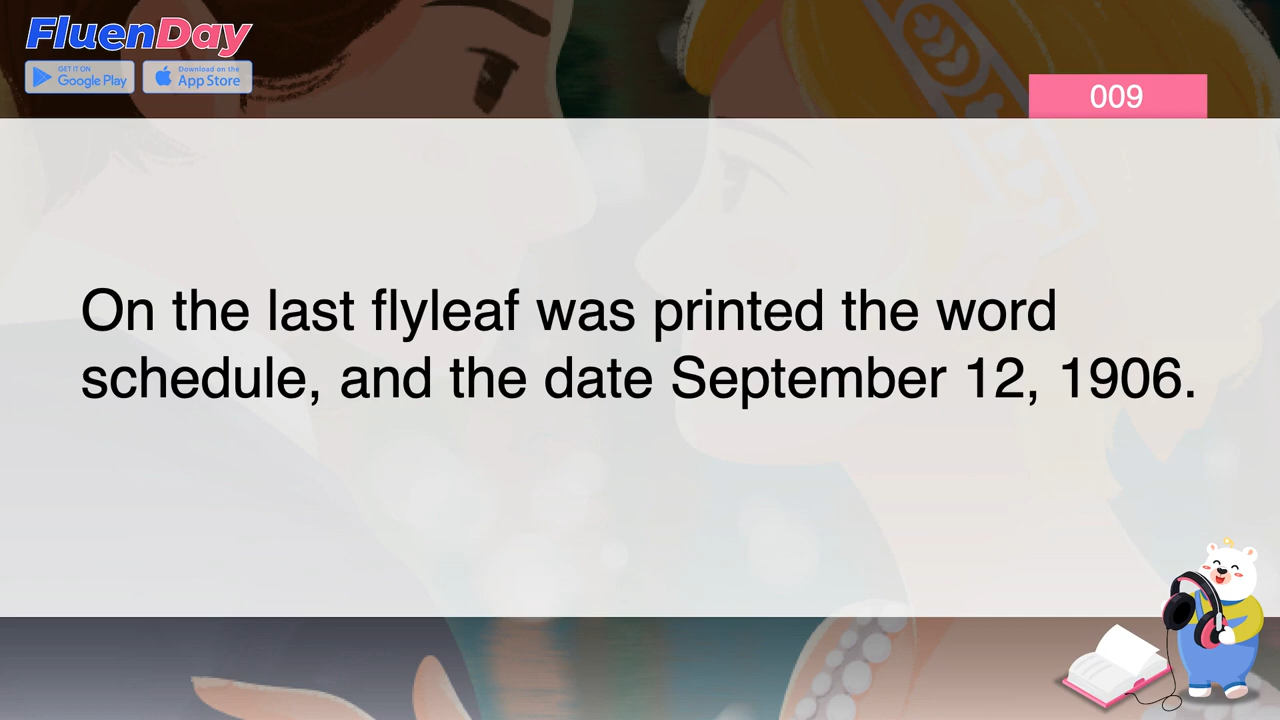 FluenDay
GET IT ON
Google Play
Download on the
App Store
009
On the last flyleaf was printed the word
schedule, and the date September 12, 1906.